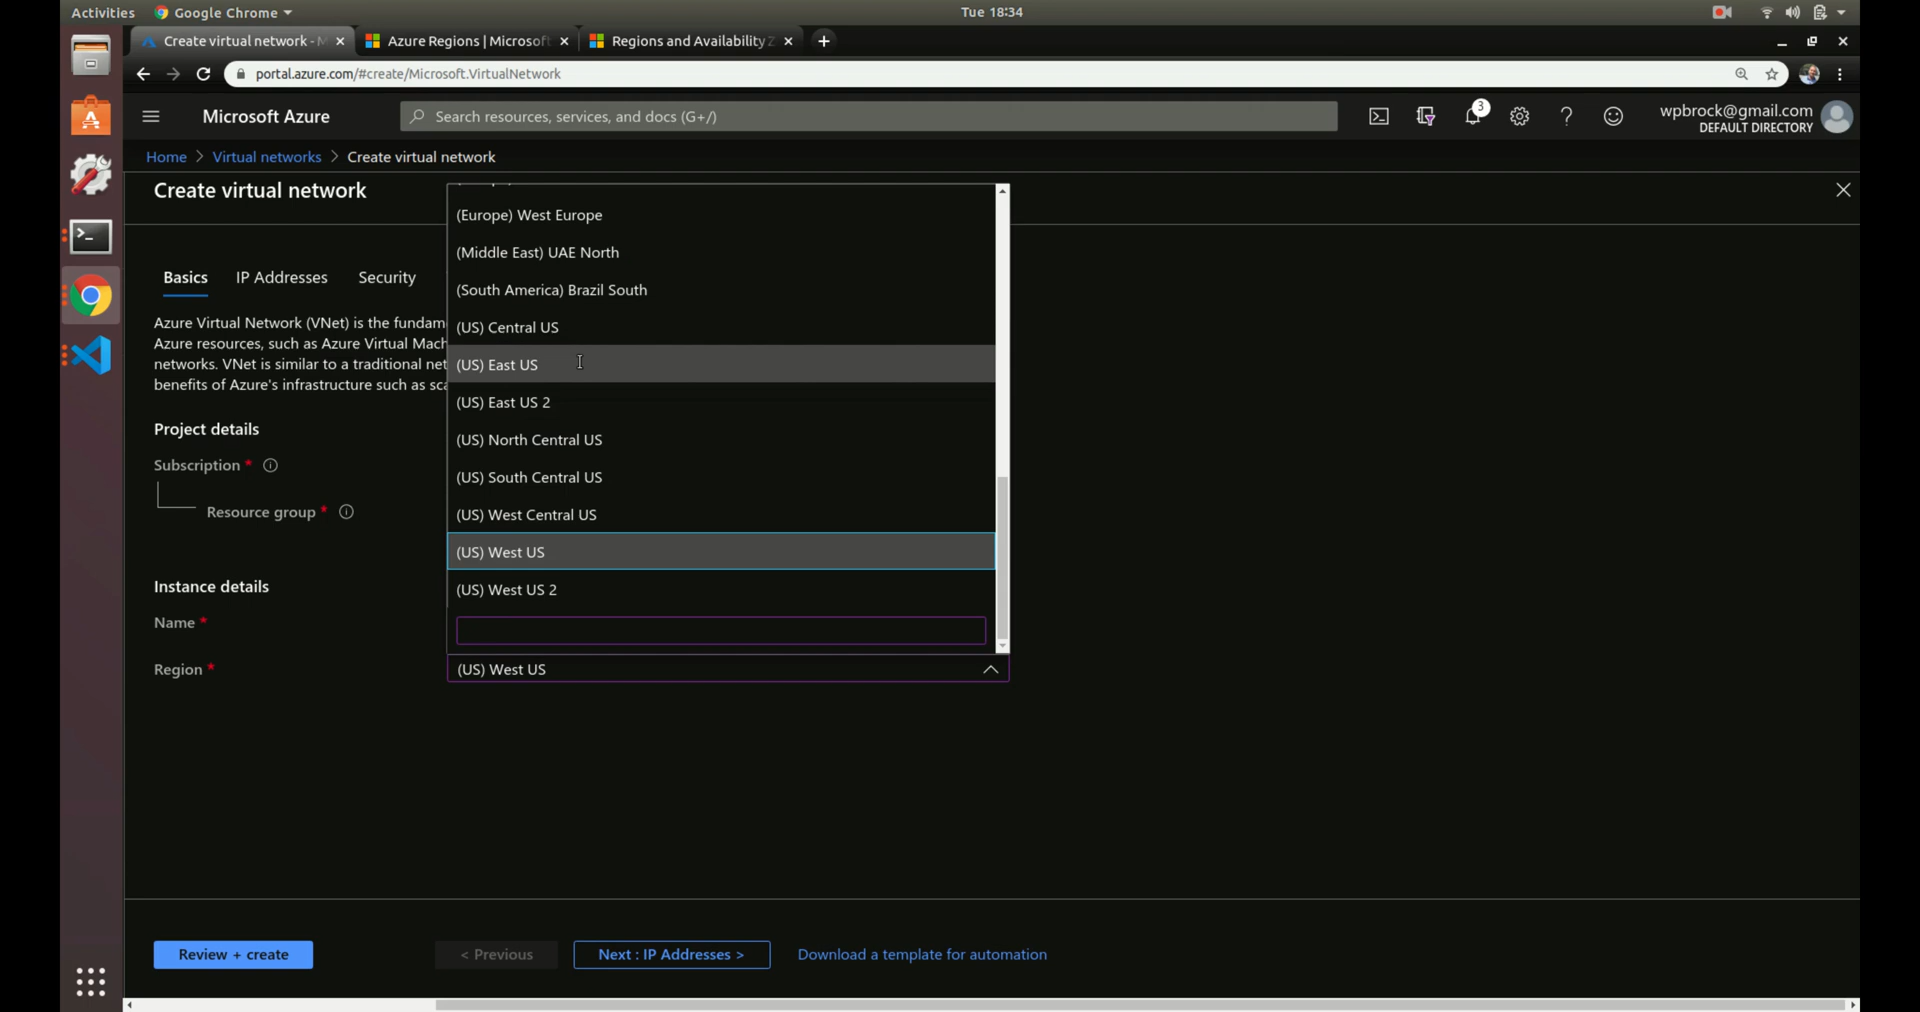 Activities
Google Chrome
Tue 18:34
Create virtual network - M
Azure Regions | Microsoft
Regions and Availability Z
portal.azure.com/#create/Microsoft.VirtualNetwork
Microsoft Azure
Search resources, services, and docs (G+/)
3
wpbrock@gmail.com
DEFAULT DIRECTORY
Home > Virtual networks > Create virtual network
Create virtual network
Basics
IP Addresses
Security
Azure Virtual Network (VNet) is the fundam
Azure resources, such as Azure Virtual Mach
networks. VNet is similar to a traditional net
benefits of Azure's infrastructure such as sca
Project details
Subscription *
Resource group *
Instance details
Name *
Region *
(Europe) West Europe
(Middle East) UAE North
(South America) Brazil South
(US) Central US
(US) East US
(US) East US 2
(US) North Central US
(US) South Central US
(US) West Central US
(US) West US
(US) West US 2
(US) West US
Review + create
< Previous
Next : IP Addresses >
Download a template for automation